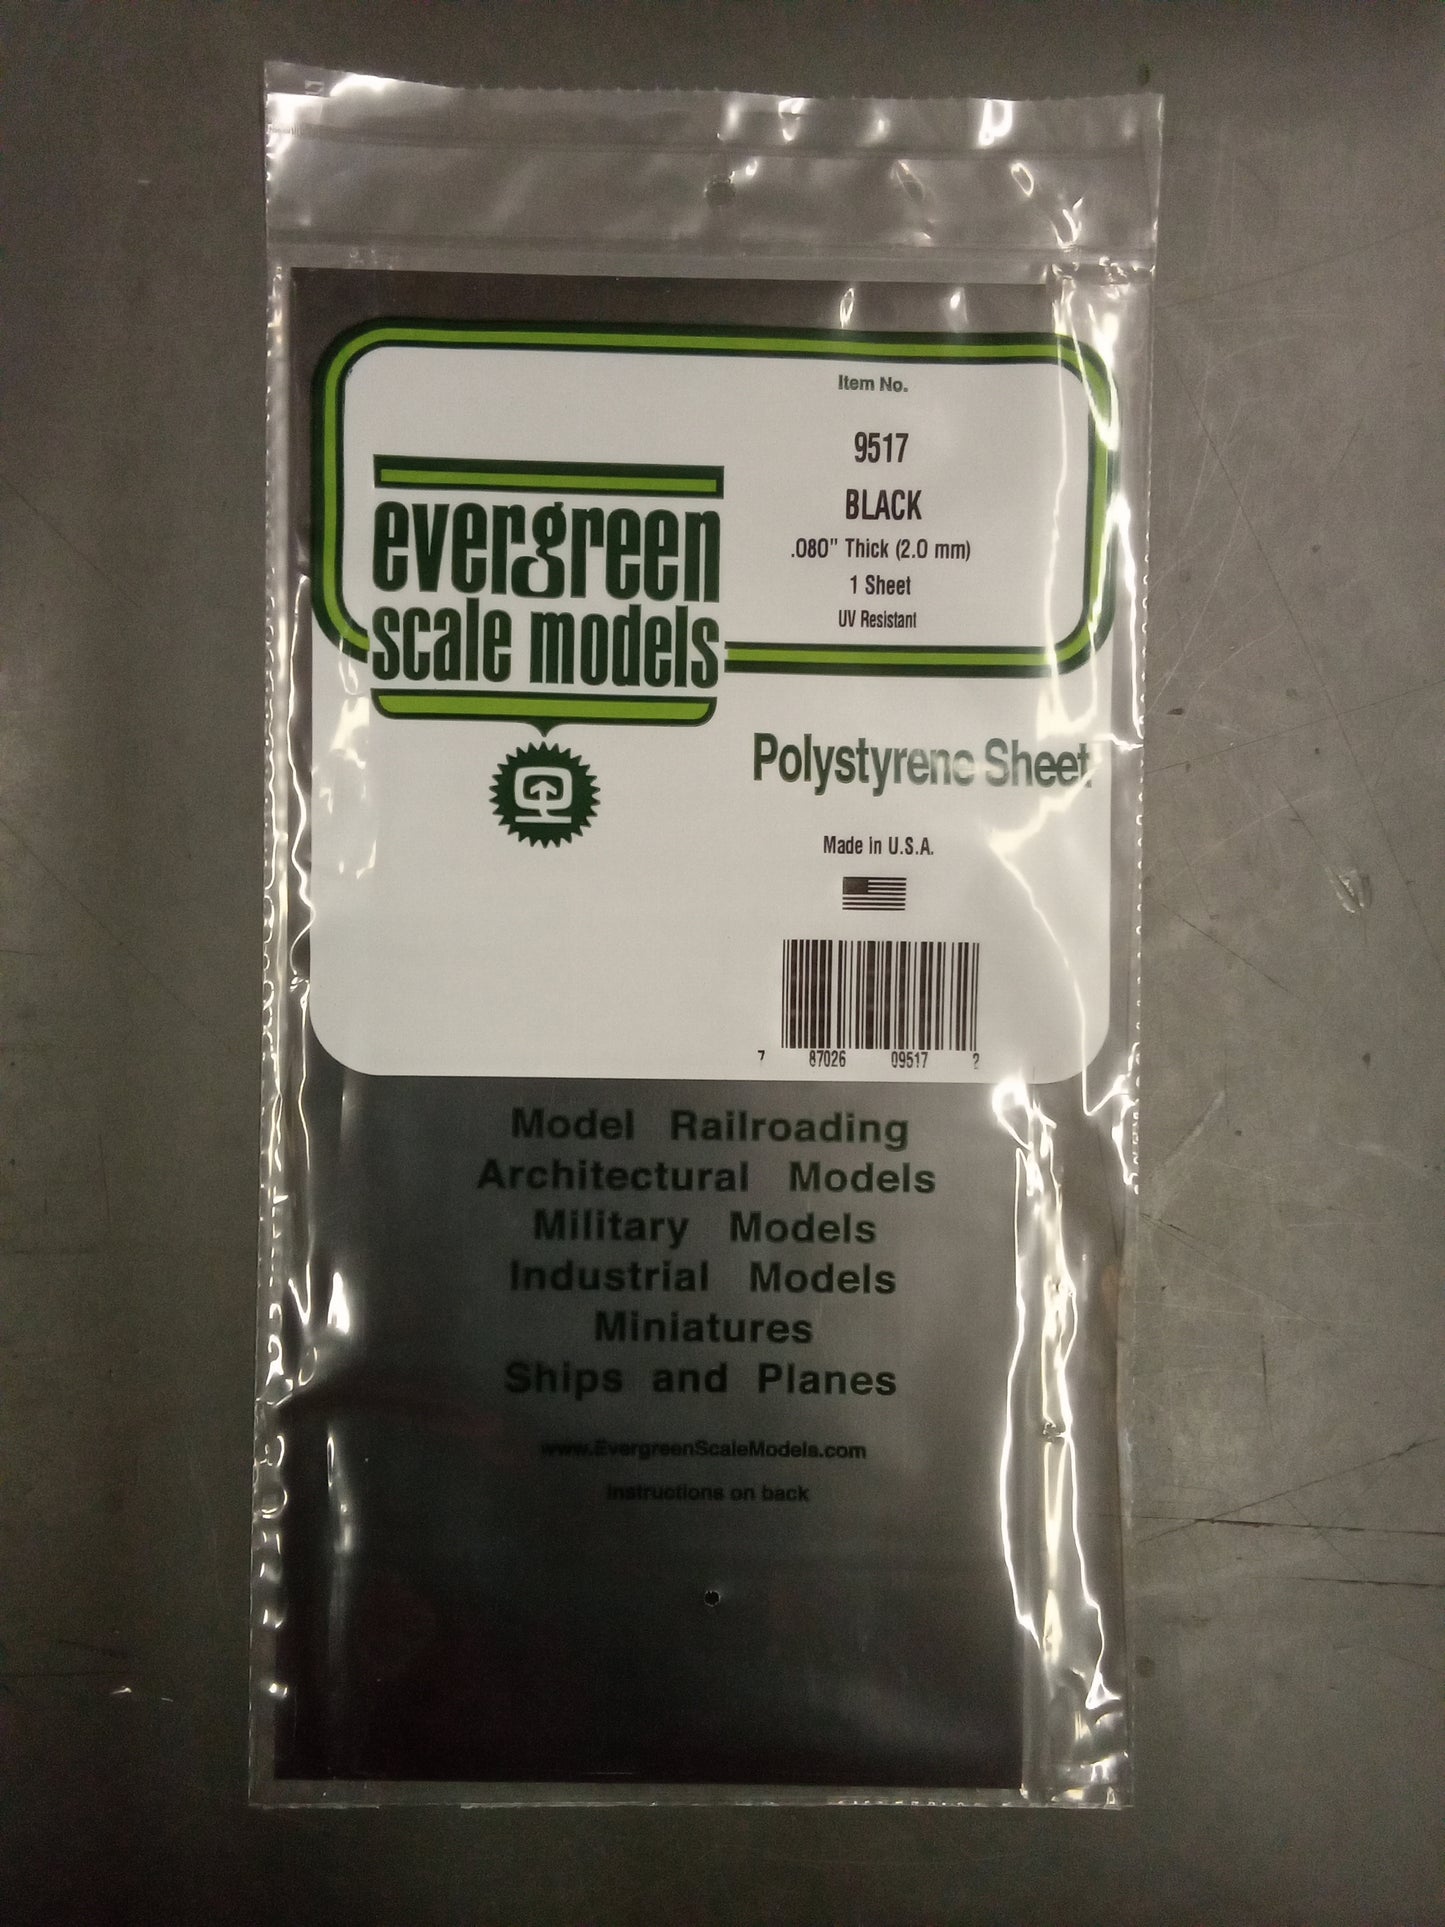 Item No.
9517
BLACK
.080" Thick (2.0 mm)
1 Sheet
UV Resistant
evergreen
scale models
Polystyrene Sheet
Made in U.S.A.
7 87026 09517 2
Model Railroading
Architectural Models
Military Models
Industrial Models
Miniatures
Ships and Planes
www.EvergreenScaleModels.com
Instructions on back